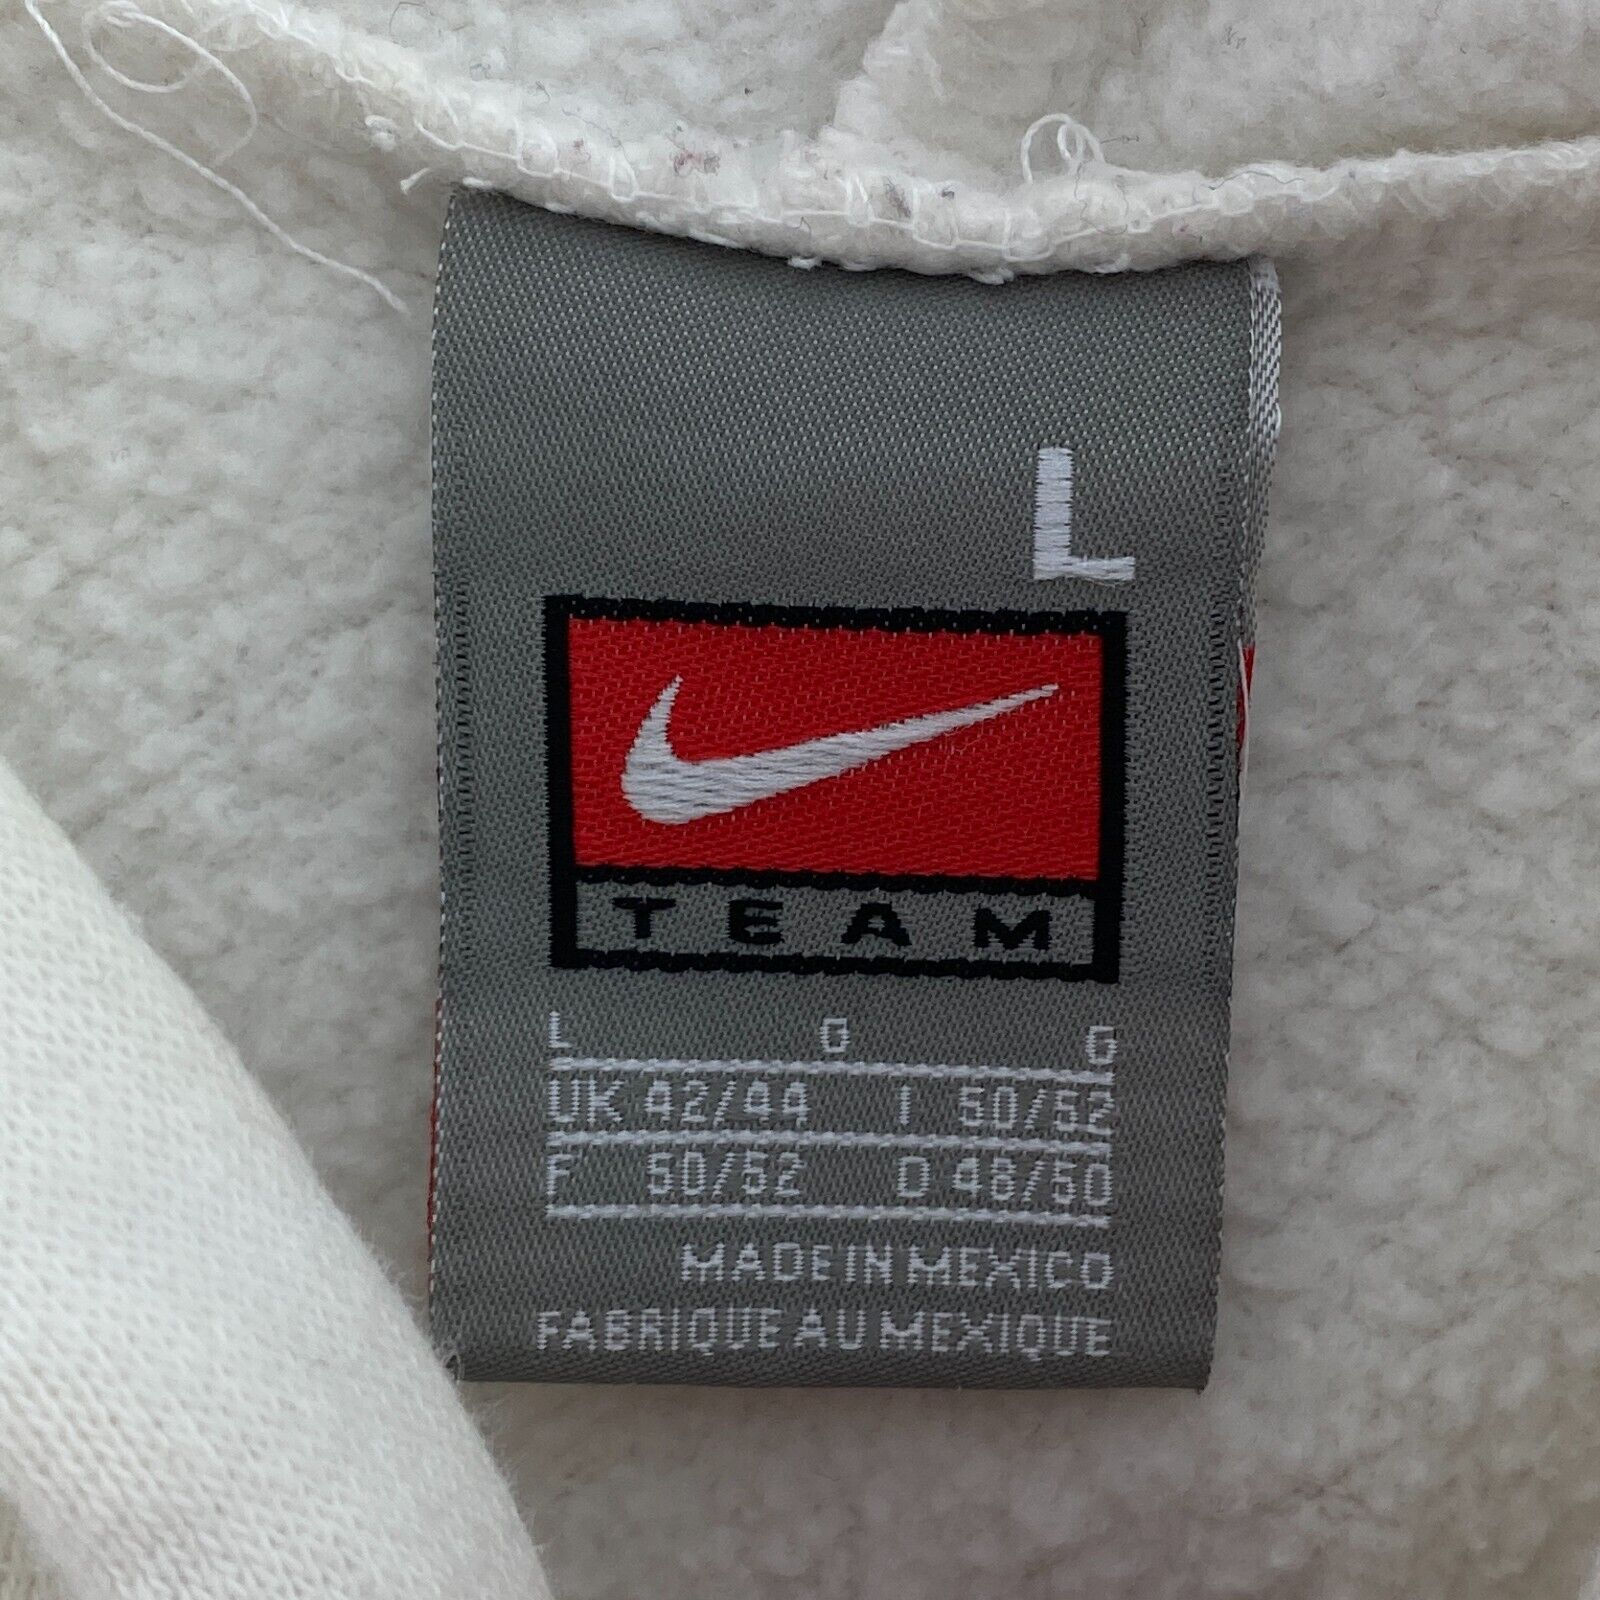 L
TEAM
L G G
UK 42/44 I 50/52
F 50/52 D 48/50
MADE IN MEXICO
FABRIQUE AU MEXIQUE